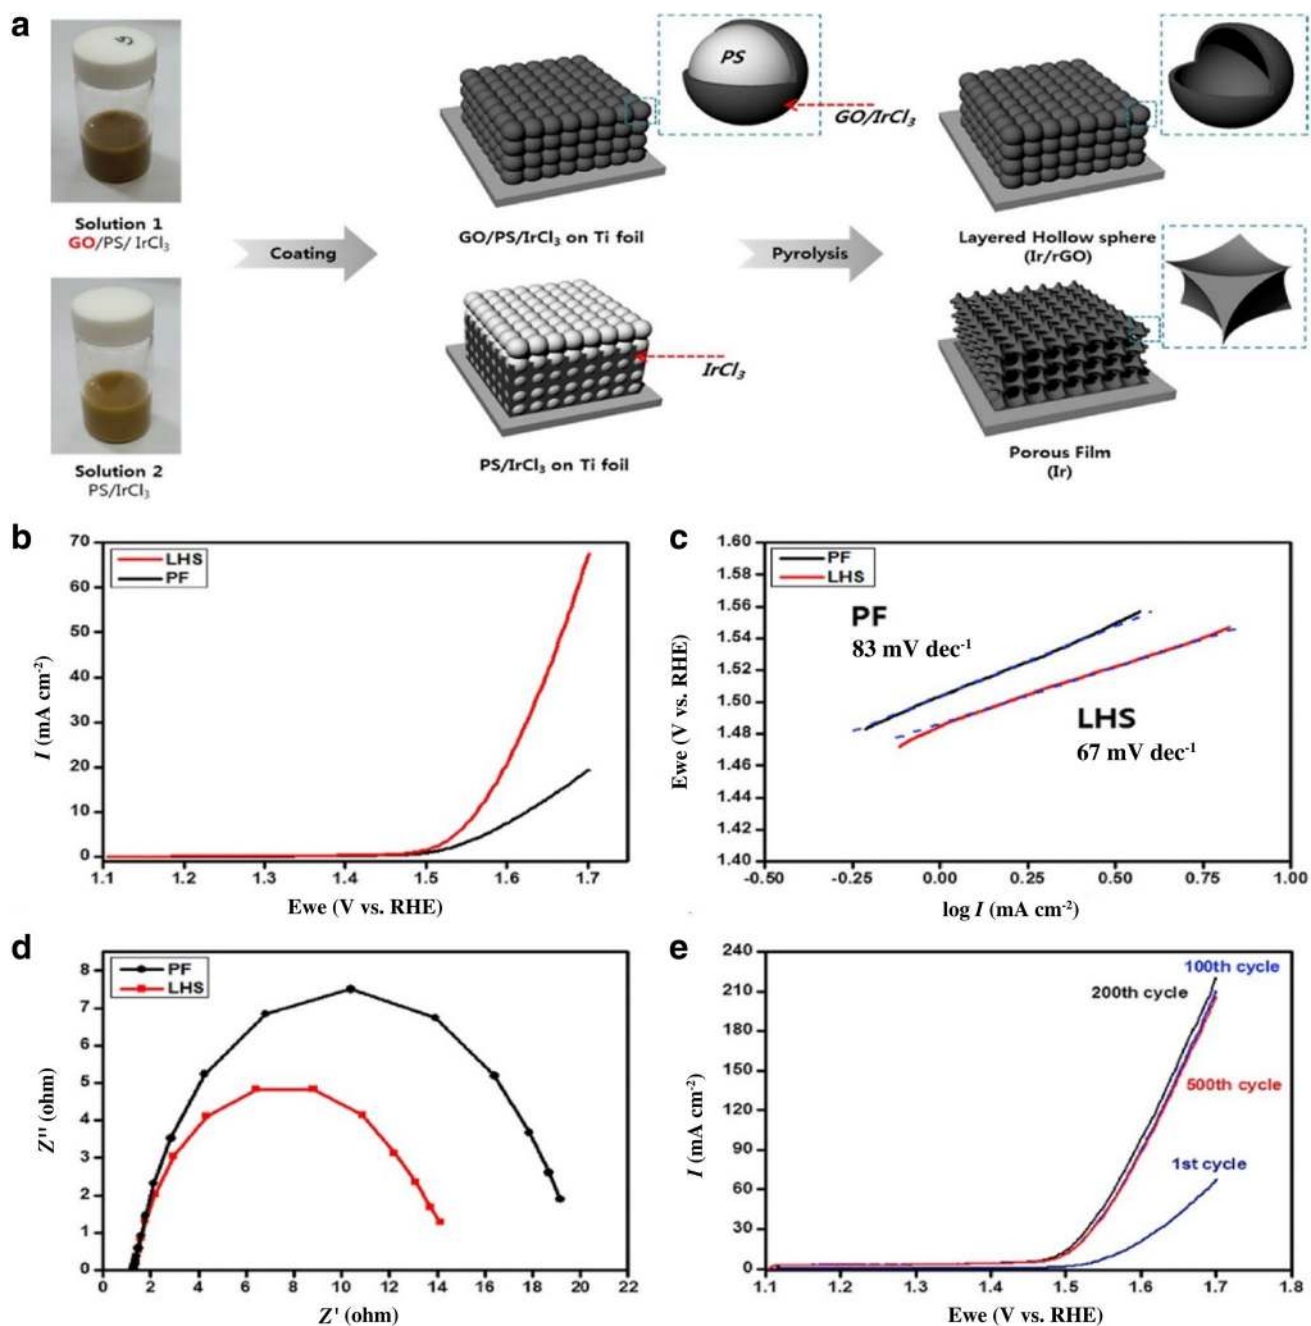 a
PS
GO/IrCl₃
Solution 1
GO/PS/ IrCl₃
Coating
GO/PS/IrCl₃ on Ti foil
Pyrolysis
Layered Hollow sphere
(Ir/rGO)
IrCl₃
Solution 2
PS/IrCl₃
PS/IrCl₃ on Ti foil
Porous Film
(Ir)
b
LHS
PF
70
60
50
40
30
20
10
0
I (mA cm⁻²)
1.1 1.2 1.3 1.4 1.5 1.6 1.7
Ewe (V vs. RHE)
c
PF
LHS
PF
83 mV dec⁻¹
LHS
67 mV dec⁻¹
1.60
1.58
1.56
1.54
1.52
1.50
1.48
1.46
1.44
1.42
1.40
Ewe (V vs. RHE)
-0.50 -0.25 0.00 0.25 0.50 0.75 1.00
log I (mA cm⁻²)
d
PF
LHS
8
7
6
5
4
3
2
1
0
Z'' (ohm)
0 2 4 6 8 10 12 14 16 18 20 22
Z' (ohm)
e
100th cycle
200th cycle
500th cycle
1st cycle
240
210
180
150
120
90
60
30
0
I (mA cm⁻²)
1.1 1.2 1.3 1.4 1.5 1.6 1.7 1.8
Ewe (V vs. RHE)